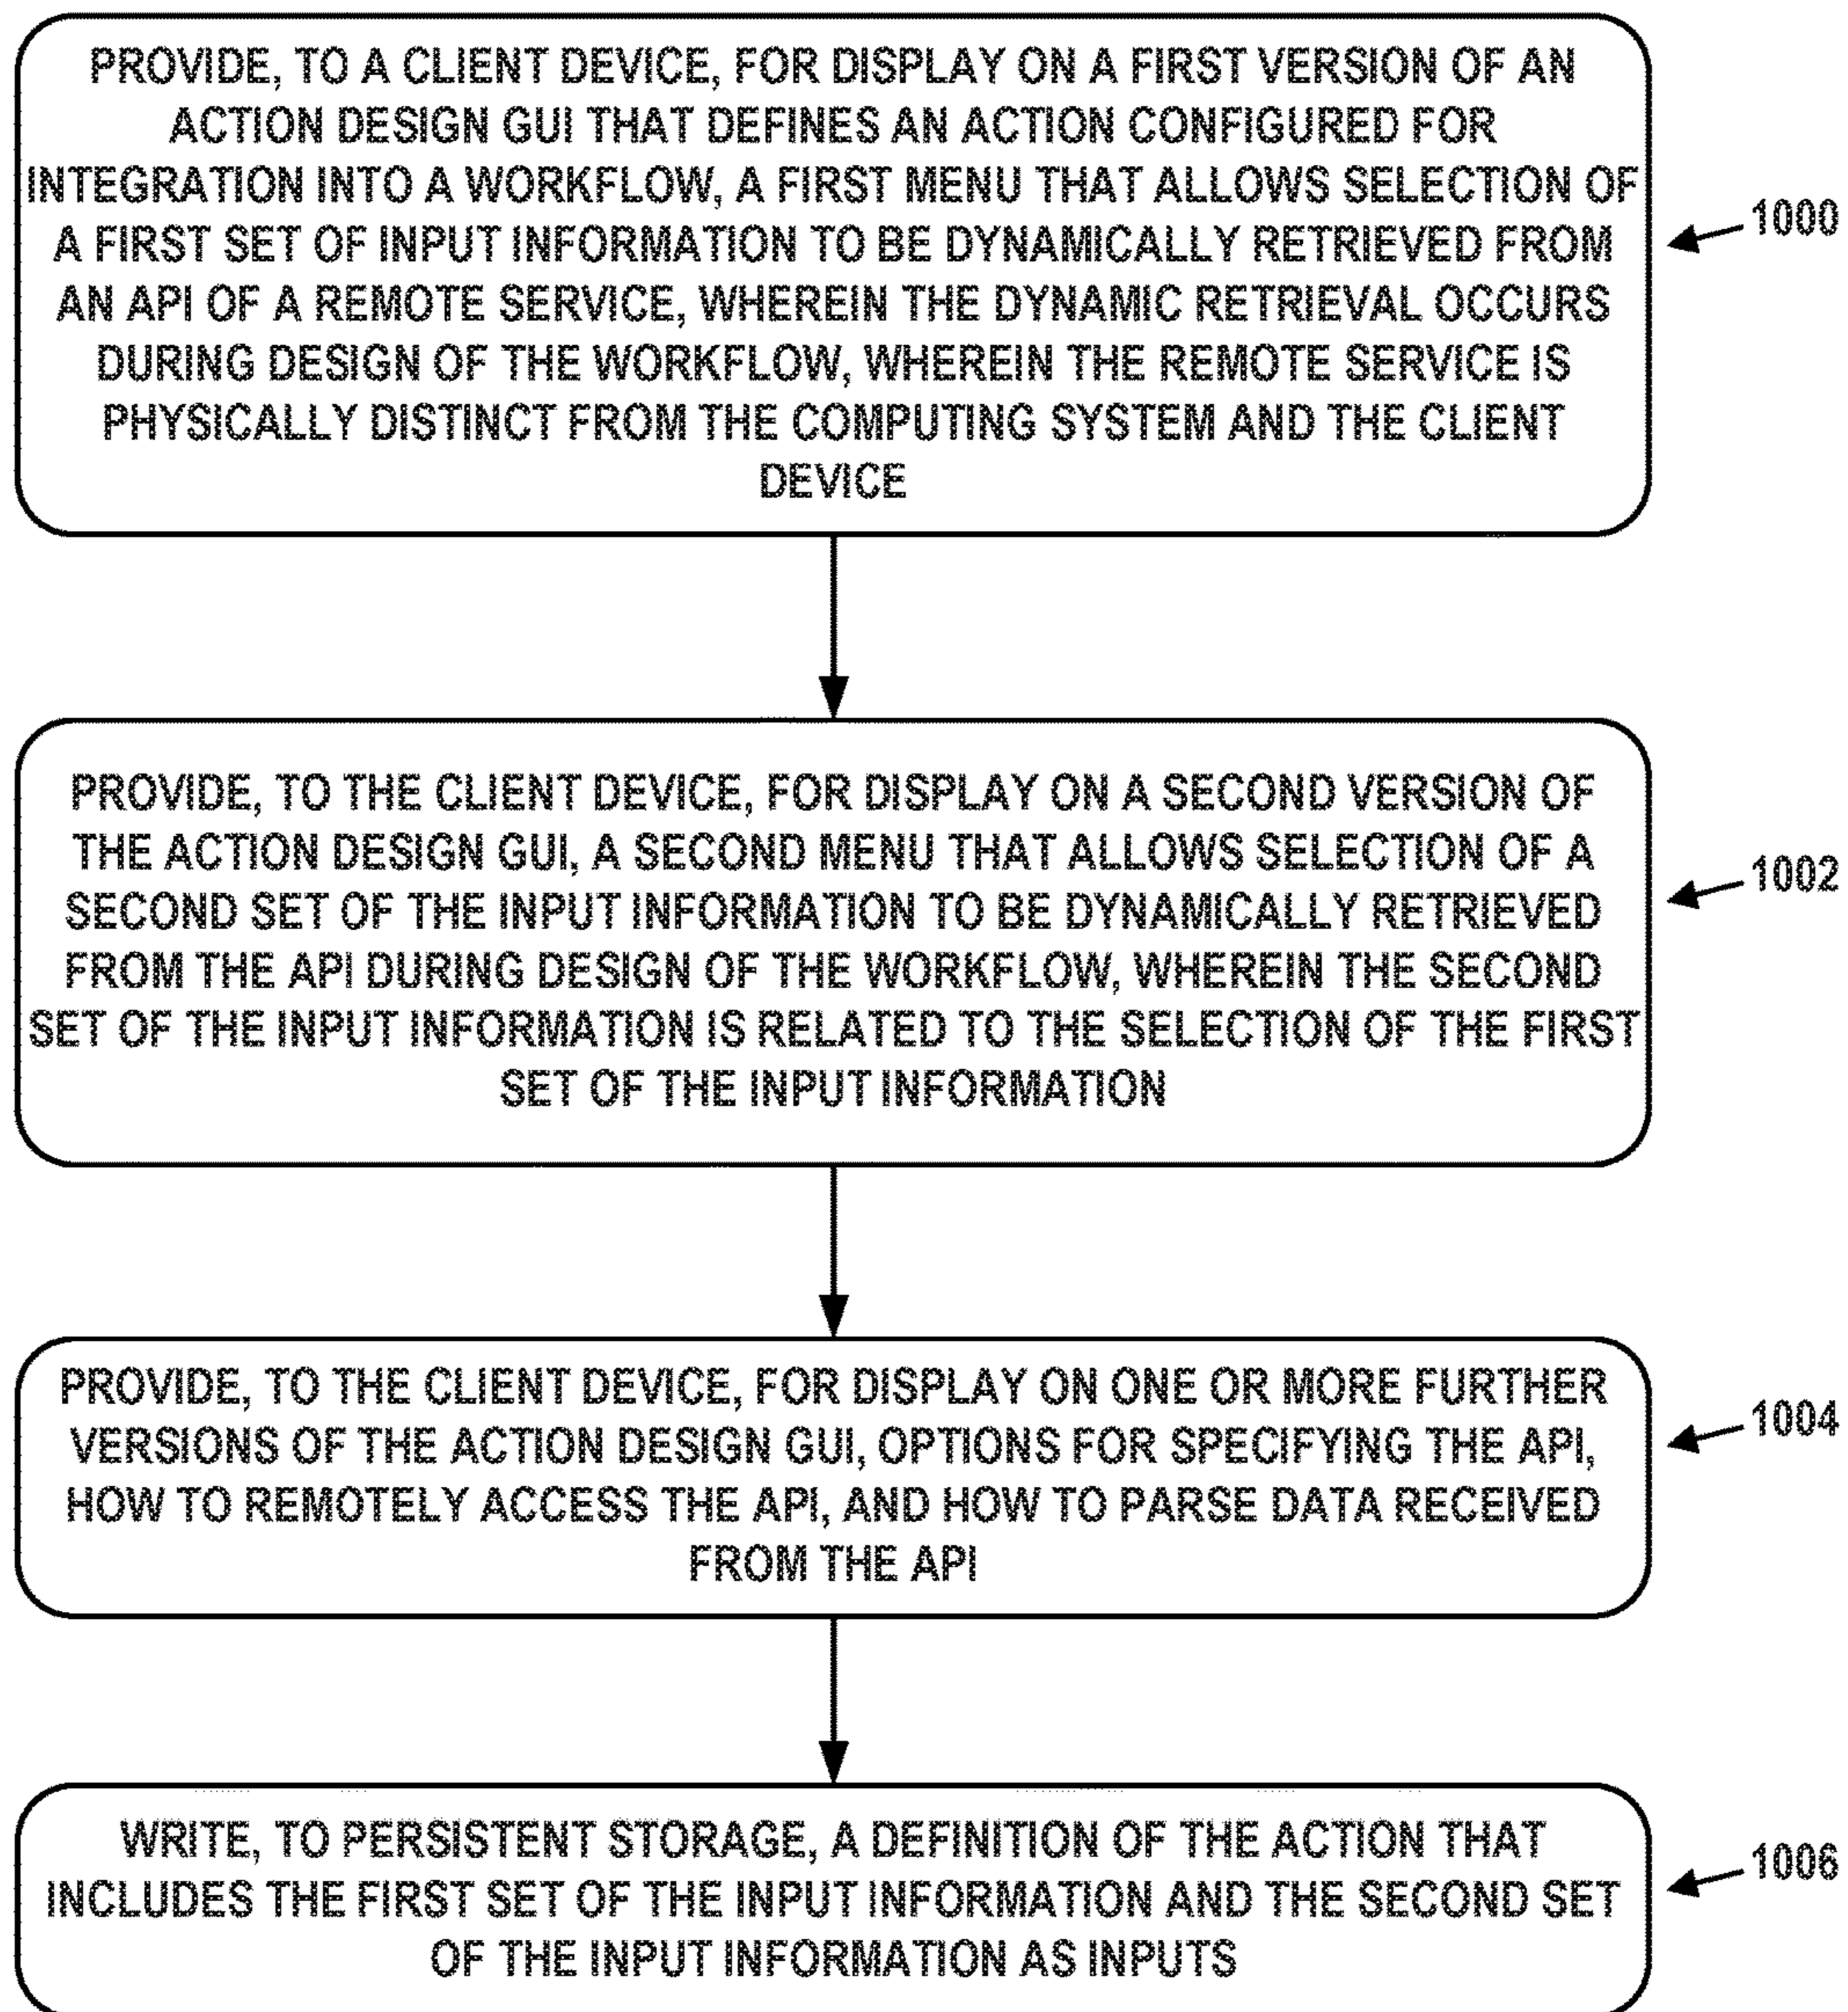 PROVIDE, TO A CLIENT DEVICE, FOR DISPLAY ON A FIRST VERSION OF AN
ACTION DESIGN GUI THAT DEFINES AN ACTION CONFIGURED FOR
INTEGRATION INTO A WORKFLOW, A FIRST MENU THAT ALLOWS SELECTION OF
A FIRST SET OF INPUT INFORMATION TO BE DYNAMICALLY RETRIEVED FROM
AN API OF A REMOTE SERVICE, WHEREIN THE DYNAMIC RETRIEVAL OCCURS
DURING DESIGN OF THE WORKFLOW, WHEREIN THE REMOTE SERVICE IS
PHYSICALLY DISTINCT FROM THE COMPUTING SYSTEM AND THE CLIENT
DEVICE
1000
PROVIDE, TO THE CLIENT DEVICE, FOR DISPLAY ON A SECOND VERSION OF
THE ACTION DESIGN GUI, A SECOND MENU THAT ALLOWS SELECTION OF A
SECOND SET OF THE INPUT INFORMATION TO BE DYNAMICALLY RETRIEVED
FROM THE API DURING DESIGN OF THE WORKFLOW, WHEREIN THE SECOND
SET OF THE INPUT INFORMATION IS RELATED TO THE SELECTION OF THE FIRST
SET OF THE INPUT INFORMATION
1002
PROVIDE, TO THE CLIENT DEVICE, FOR DISPLAY ON ONE OR MORE FURTHER
VERSIONS OF THE ACTION DESIGN GUI, OPTIONS FOR SPECIFYING THE API,
HOW TO REMOTELY ACCESS THE API, AND HOW TO PARSE DATA RECEIVED
FROM THE API
1004
WRITE, TO PERSISTENT STORAGE, A DEFINITION OF THE ACTION THAT
INCLUDES THE FIRST SET OF THE INPUT INFORMATION AND THE SECOND SET
OF THE INPUT INFORMATION AS INPUTS
1006